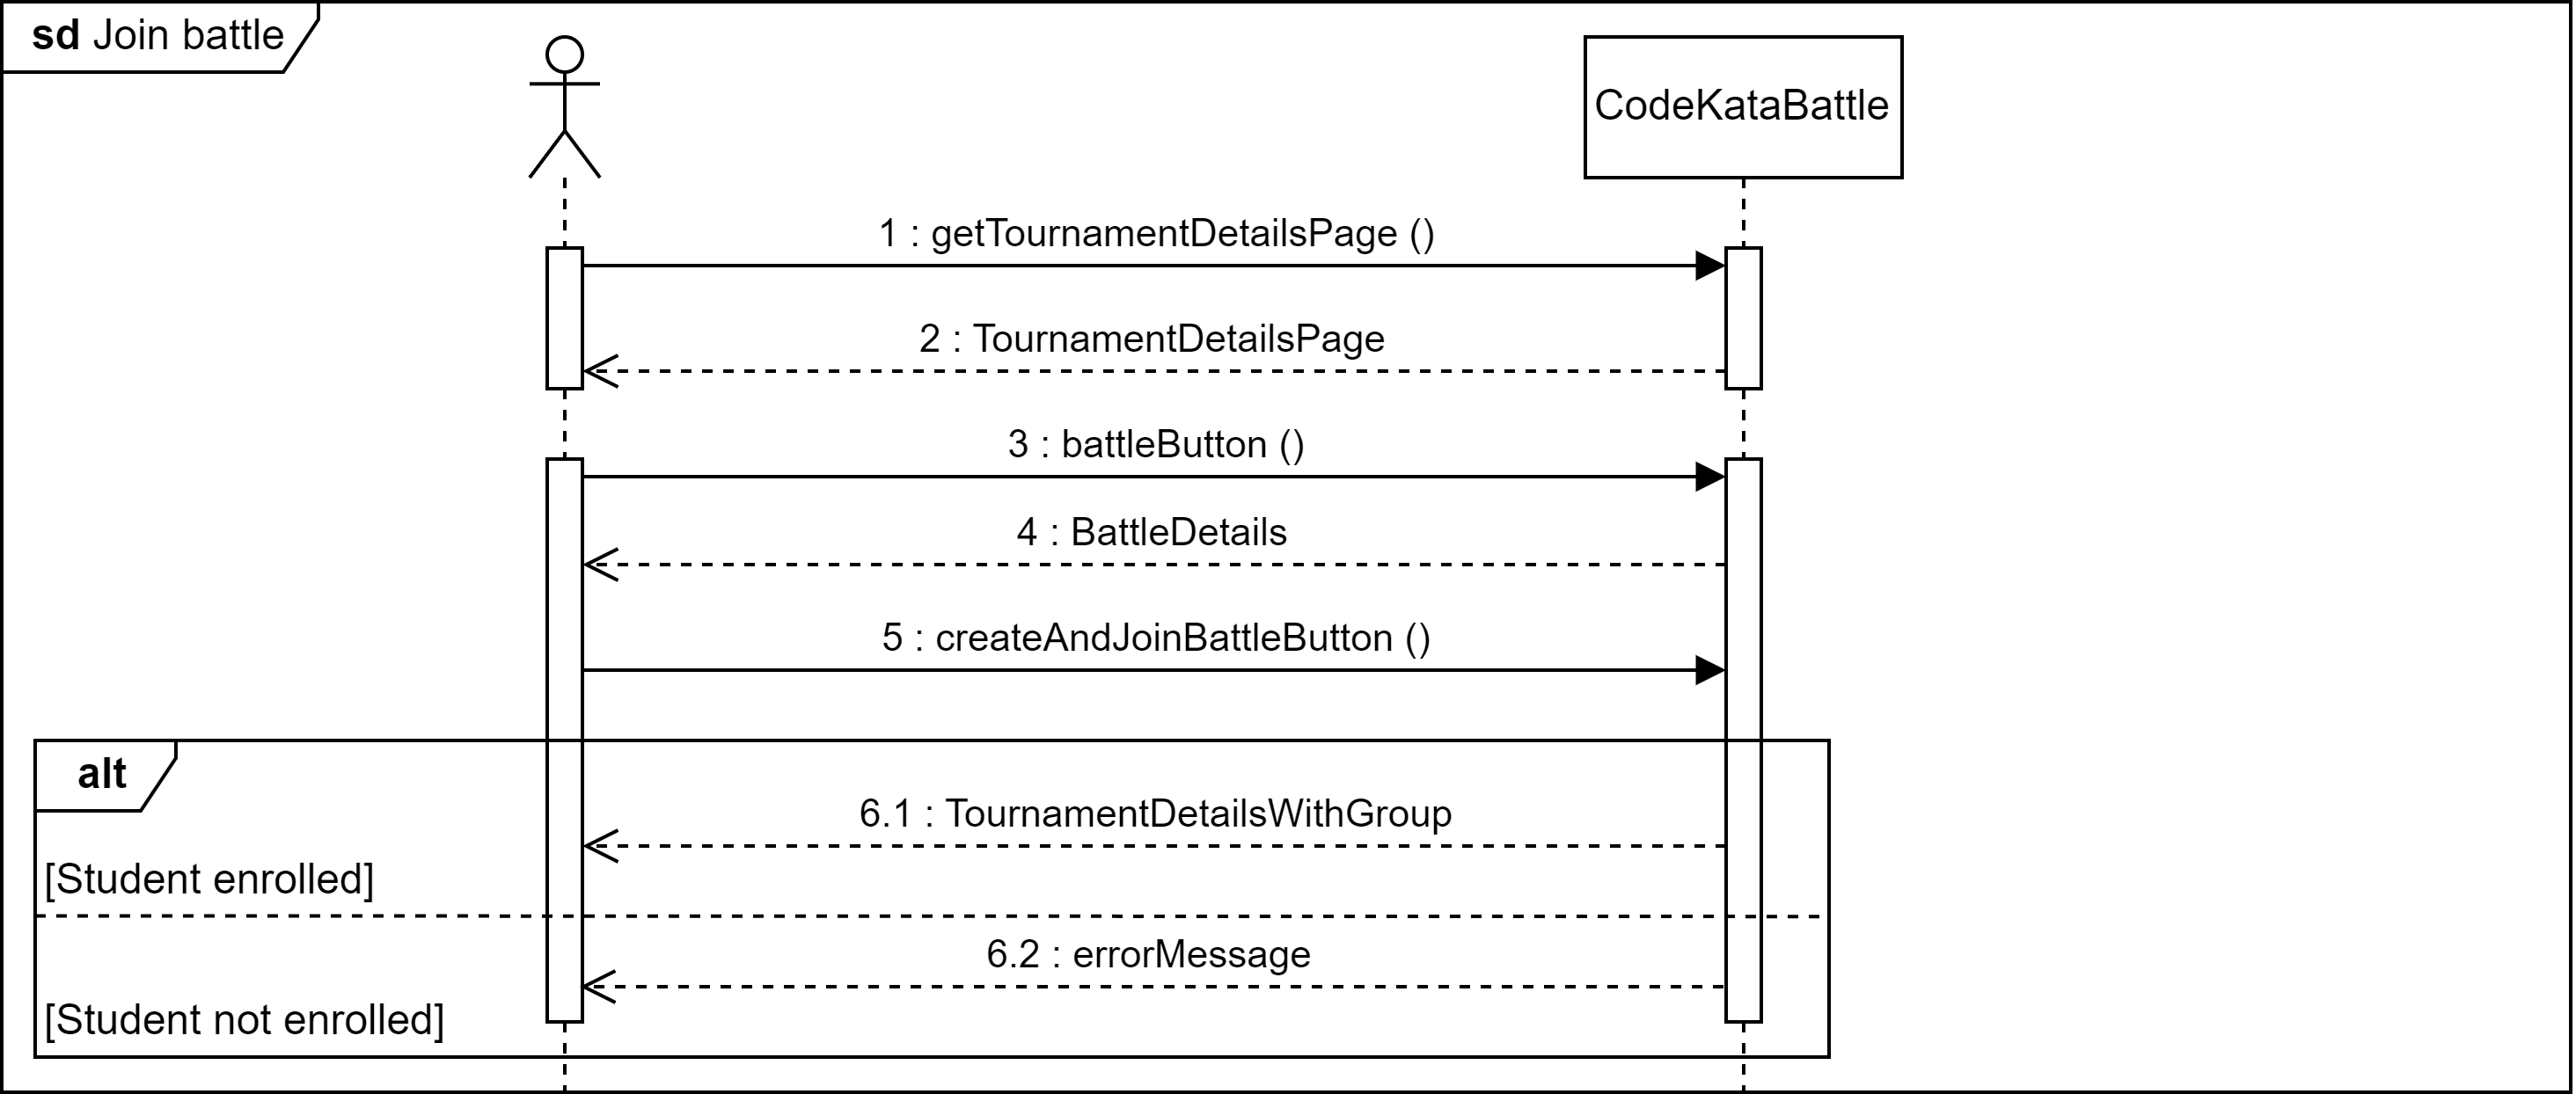 sd Join battle
CodeKataBattle
1 : getTournamentDetailsPage ()
2 : TournamentDetailsPage
3 : battleButton ()
4 : BattleDetails
5 : createAndJoinBattleButton ()
alt
6.1 : TournamentDetailsWithGroup
[Student enrolled]
6.2 : errorMessage
[Student not enrolled]